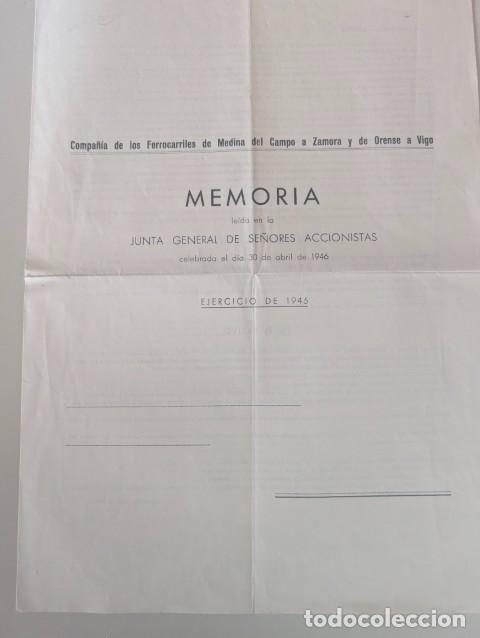 Compañía de los Ferrocarriles de Medina del Campo a Zamora y de Orense a Vigo
MEMORIA
leída en la
JUNTA GENERAL DE SEÑORES ACCIONISTAS
celebrada el día 30 de abril de 1946
EJERCICIO DE 1945
todocoleccion.net